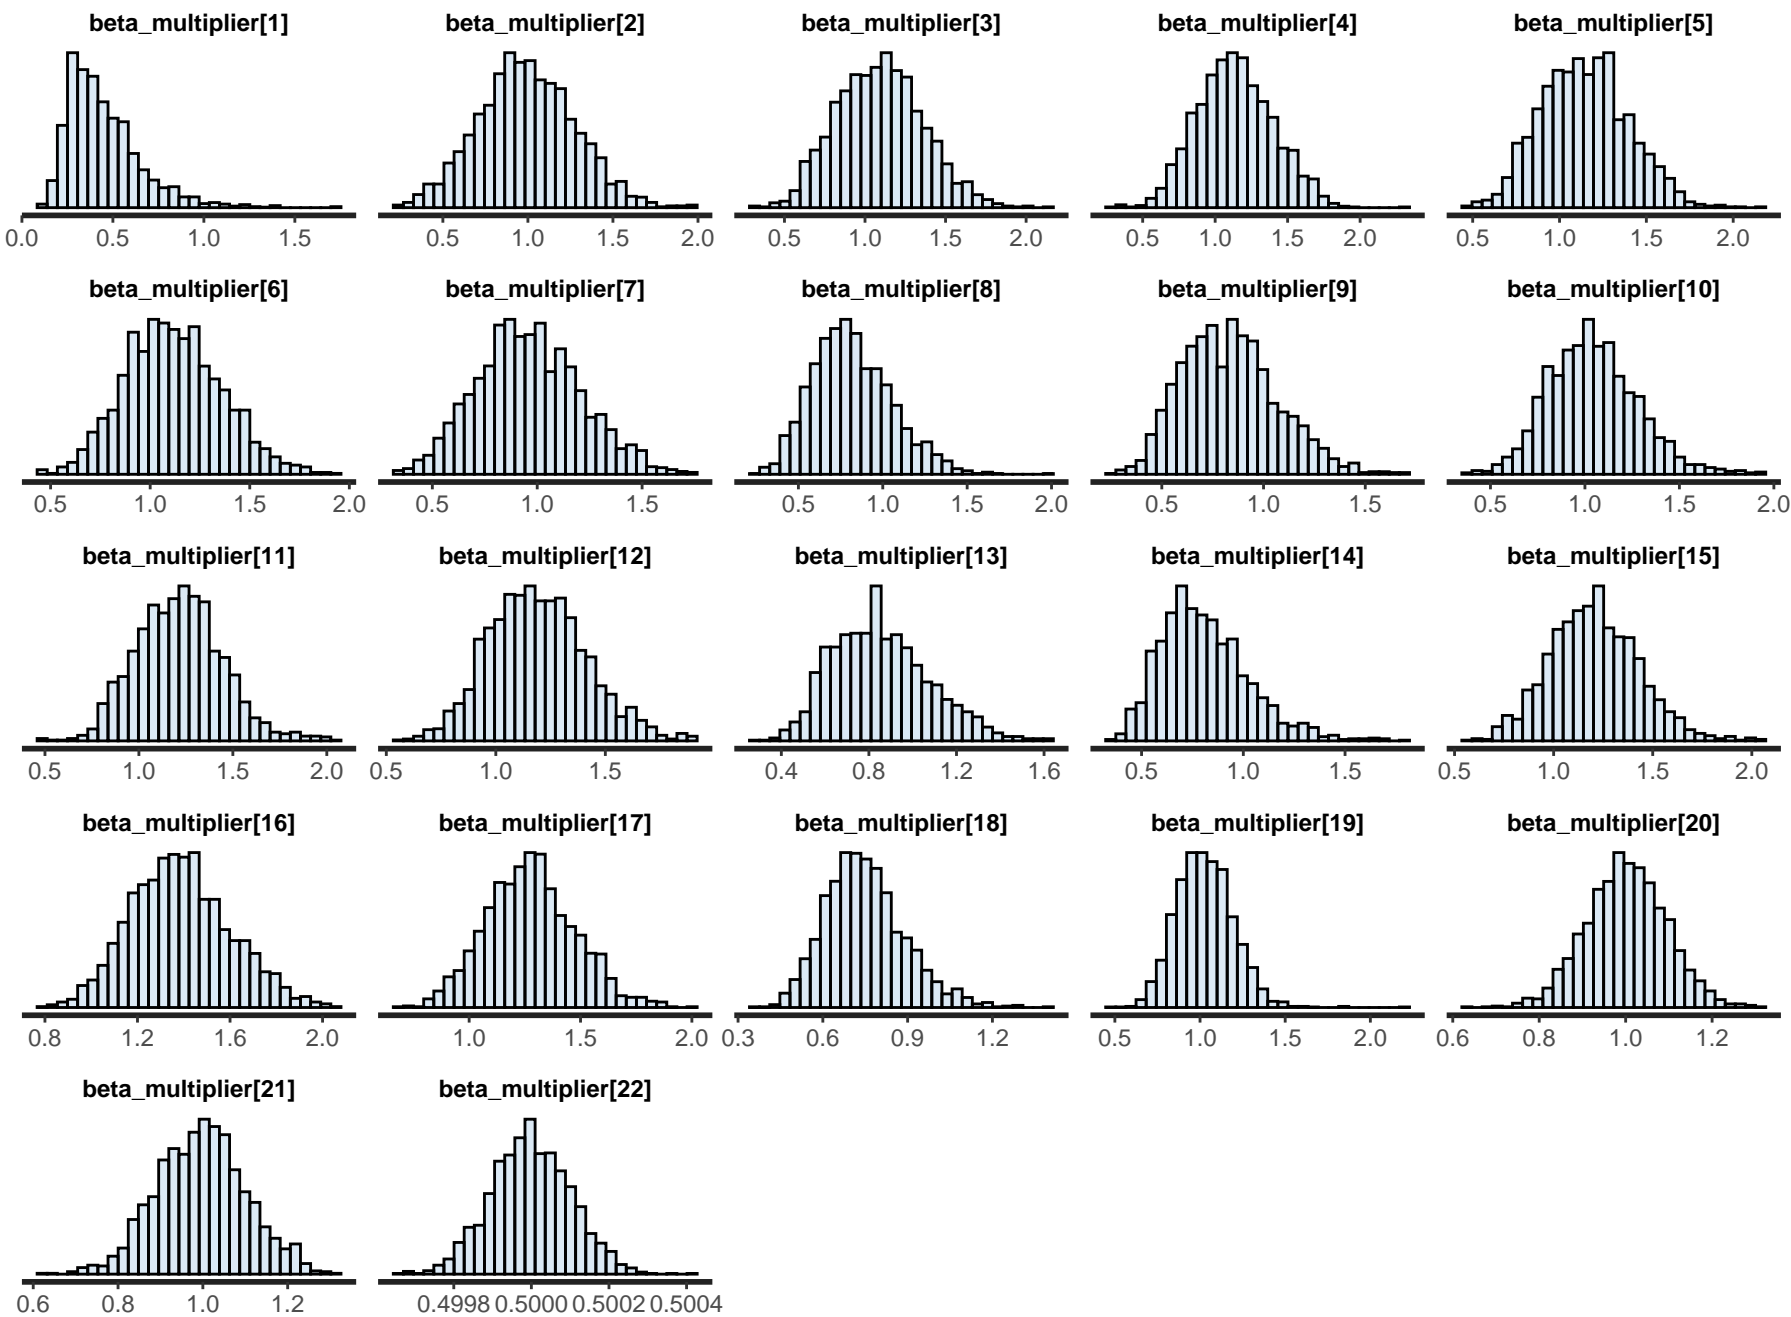 beta_multiplier[1] beta_multiplier[2] beta_multiplier[3] beta_multiplier[4] beta_multiplier[5]
0.0 0.5 1.0 1.5 0.5 1.0 1.5 2.0 0.5 1.0 1.5 2.0 0.5 1.0 1.5 2.0 0.5 1.0 1.5 2.0
beta_multiplier[6] beta_multiplier[7] beta_multiplier[8] beta_multiplier[9] beta_multiplier[10]
0.5 1.0 1.5 2.0 0.5 1.0 1.5 0.5 1.0 1.5 2.0 0.5 1.0 1.5 0.5 1.0 1.5 2.0
beta_multiplier[11] beta_multiplier[12] beta_multiplier[13] beta_multiplier[14] beta_multiplier[15]
0.5 1.0 1.5 2.0 0.5 1.0 1.5 0.4 0.8 1.2 1.6 0.5 1.0 1.5 0.5 1.0 1.5 2.0
beta_multiplier[16] beta_multiplier[17] beta_multiplier[18] beta_multiplier[19] beta_multiplier[20]
0.8 1.2 1.6 2.0 1.0 1.5 2.0 0.3 0.6 0.9 1.2 0.5 1.0 1.5 2.0 0.6 0.8 1.0 1.2
beta_multiplier[21] beta_multiplier[22]
0.6 0.8 1.0 1.2 0.4998 0.5000 0.5002 0.5004